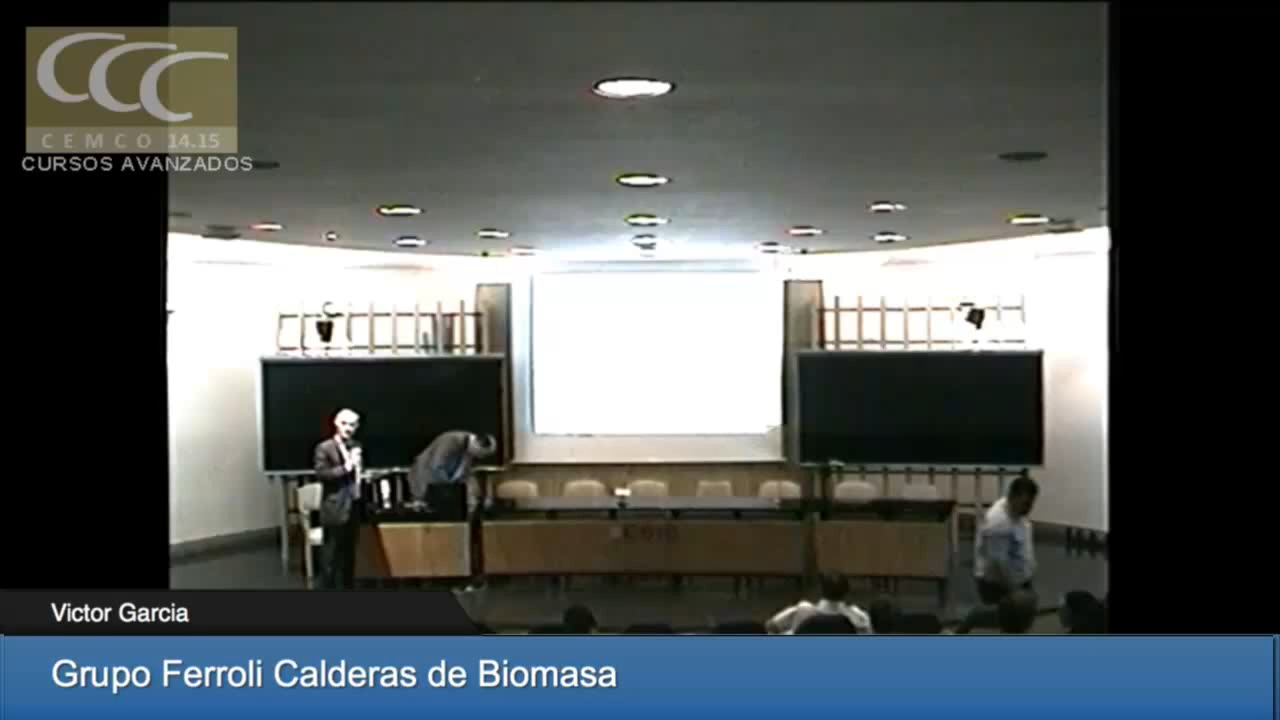 CCC
CEMCO 14.15
CURSOS AVANZADOS
Victor Garcia
Grupo Ferroli Calderas de Biomasa